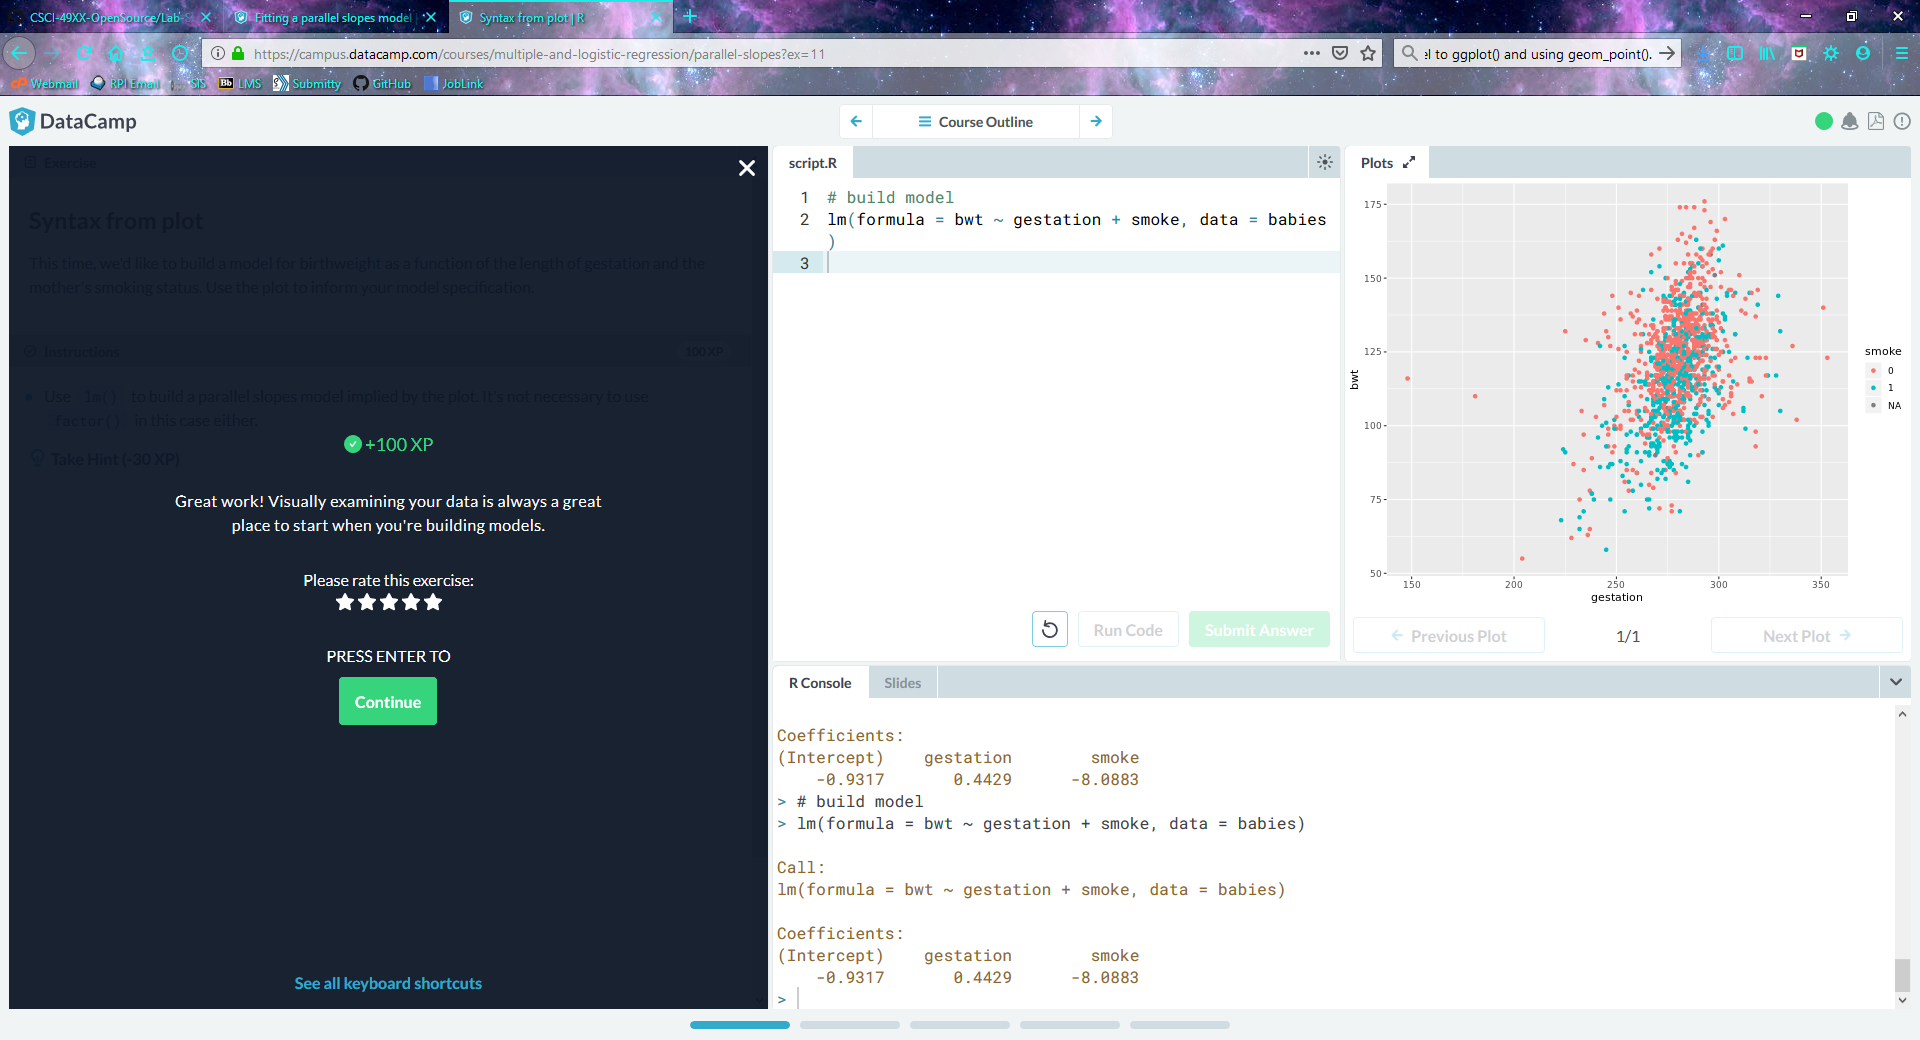 CSCI-49XX-OpenSource/Lab-
Fitting a parallel slopes model
Syntax from plot | R
https://campus.datacamp.com/courses/multiple-and-logistic-regression/parallel-slopes?ex=11
el to ggplot() and using geom_point().
Webmail
RPI Email
SIS
Bb LMS
Submitty
GitHub
JobLink
DataCamp
Course Outline
Exercise
Syntax from plot
This time, we'd like to build a model for birthweight as a function of the length of gestation and the
mother's smoking status. Use the plot to inform your model specification.
Instructions
100 XP
Use lm() to build a parallel slopes model implied by the plot. It's not necessary to use
factor() in this case either.
Take Hint (-30 XP)
+100 XP
Great work! Visually examining your data is always a great
place to start when you're building models.
Please rate this exercise:
PRESS ENTER TO
Continue
See all keyboard shortcuts
script.R
1 # build model
2 lm(formula = bwt ~ gestation + smoke, data = babies
)
3
Run Code
Submit Answer
Plots
175
150
125
100
75
50
bwt
150 200 250 300 350
gestation
smoke
0
1
NA
Previous Plot
1/1
Next Plot
R Console
Slides
Coefficients:
(Intercept) gestation smoke
-0.9317 0.4429 -8.0883
> # build model
> lm(formula = bwt ~ gestation + smoke, data = babies)
Call:
lm(formula = bwt ~ gestation + smoke, data = babies)
Coefficients:
(Intercept) gestation smoke
-0.9317 0.4429 -8.0883
>